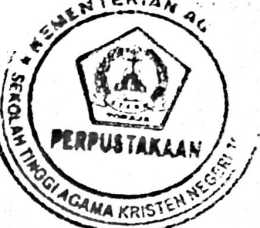 KEMENTERIAN AG
PERPUSTAKAAN
SEKOLAH TINGGI AGAMA KRISTEN NEGERI